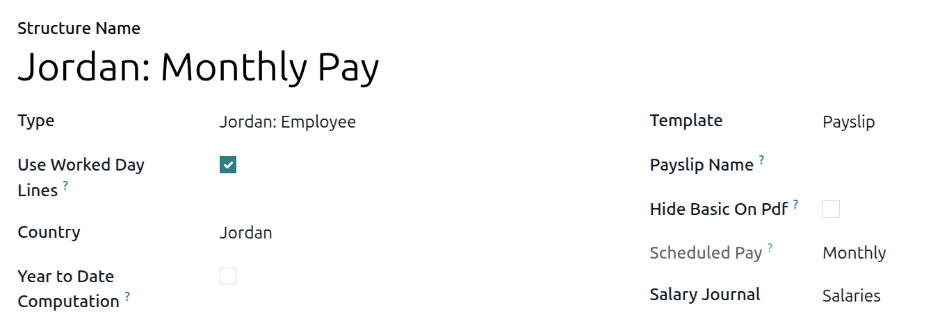 Structure Name
Jordan: Monthly Pay
Type Jordan: Employee Template Payslip
Use Worked Day Lines ? Payslip Name ?
Hide Basic On Pdf ?
Country Jordan Scheduled Pay ? Monthly
Year to Date Computation ? Salary Journal Salaries